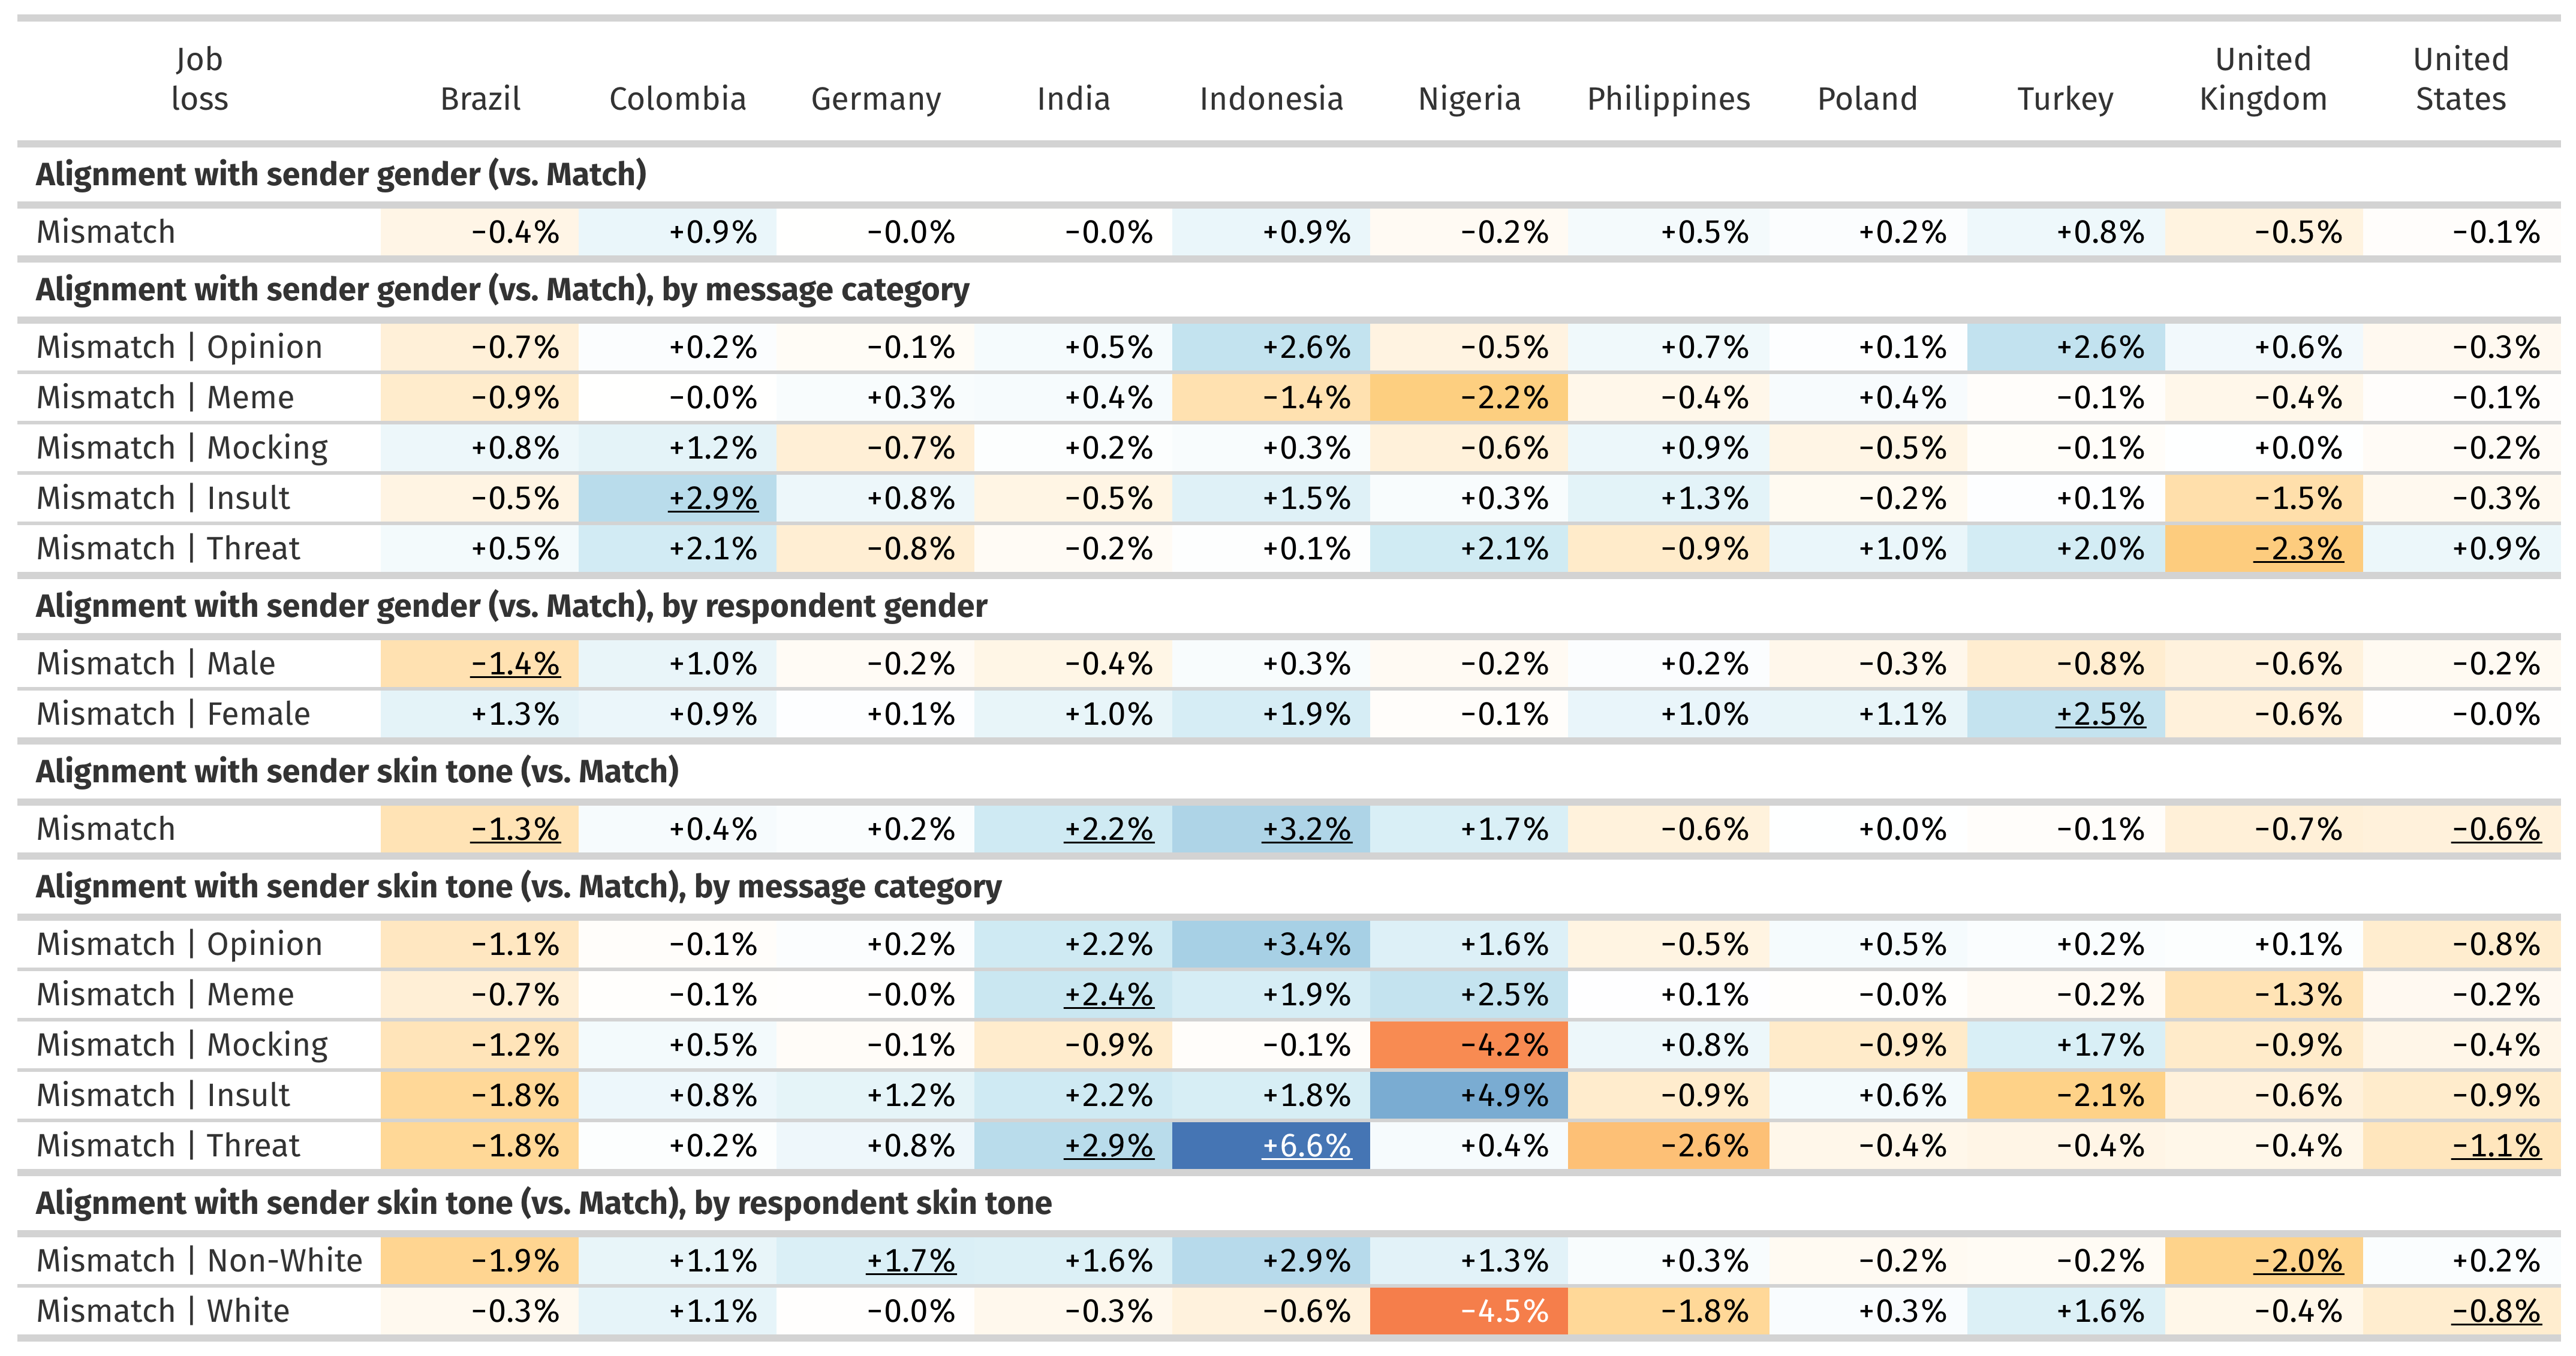 Job loss Brazil Colombia Germany India Indonesia Nigeria Philippines Poland Turkey United Kingdom United States
Alignment with sender gender (vs. Match)
Mismatch −0.4% +0.9% −0.0% −0.0% +0.9% −0.2% +0.5% +0.2% +0.8% −0.5% −0.1%
Alignment with sender gender (vs. Match), by message category
Mismatch | Opinion −0.7% +0.2% −0.1% +0.5% +2.6% −0.5% +0.7% +0.1% +2.6% +0.6% −0.3%
Mismatch | Meme −0.9% −0.0% +0.3% +0.4% −1.4% −2.2% −0.4% +0.4% −0.1% −0.4% −0.1%
Mismatch | Mocking +0.8% +1.2% −0.7% +0.2% +0.3% −0.6% +0.9% −0.5% −0.1% +0.0% −0.2%
Mismatch | Insult −0.5% +2.9% +0.8% −0.5% +1.5% +0.3% +1.3% −0.2% +0.1% −1.5% −0.3%
Mismatch | Threat +0.5% +2.1% −0.8% −0.2% +0.1% +2.1% −0.9% +1.0% +2.0% −2.3% +0.9%
Alignment with sender gender (vs. Match), by respondent gender
Mismatch | Male −1.4% +1.0% −0.2% −0.4% +0.3% −0.2% +0.2% −0.3% −0.8% −0.6% −0.2%
Mismatch | Female +1.3% +0.9% +0.1% +1.0% +1.9% −0.1% +1.0% +1.1% +2.5% −0.6% −0.0%
Alignment with sender skin tone (vs. Match)
Mismatch −1.3% +0.4% +0.2% +2.2% +3.2% +1.7% −0.6% +0.0% −0.1% −0.7% −0.6%
Alignment with sender skin tone (vs. Match), by message category
Mismatch | Opinion −1.1% −0.1% +0.2% +2.2% +3.4% +1.6% −0.5% +0.5% +0.2% +0.1% −0.8%
Mismatch | Meme −0.7% −0.1% −0.0% +2.4% +1.9% +2.5% +0.1% −0.0% −0.2% −1.3% −0.2%
Mismatch | Mocking −1.2% +0.5% −0.1% −0.9% −0.1% −4.2% +0.8% −0.9% +1.7% −0.9% −0.4%
Mismatch | Insult −1.8% +0.8% +1.2% +2.2% +1.8% +4.9% −0.9% +0.6% −2.1% −0.6% −0.9%
Mismatch | Threat −1.8% +0.2% +0.8% +2.9% +6.6% +0.4% −2.6% −0.4% −0.4% −0.4% −1.1%
Alignment with sender skin tone (vs. Match), by respondent skin tone
Mismatch | Non-White −1.9% +1.1% +1.7% +1.6% +2.9% +1.3% +0.3% −0.2% −0.2% −2.0% +0.2%
Mismatch | White −0.3% +1.1% −0.0% −0.3% −0.6% −4.5% −1.8% +0.3% +1.6% −0.4% −0.8%